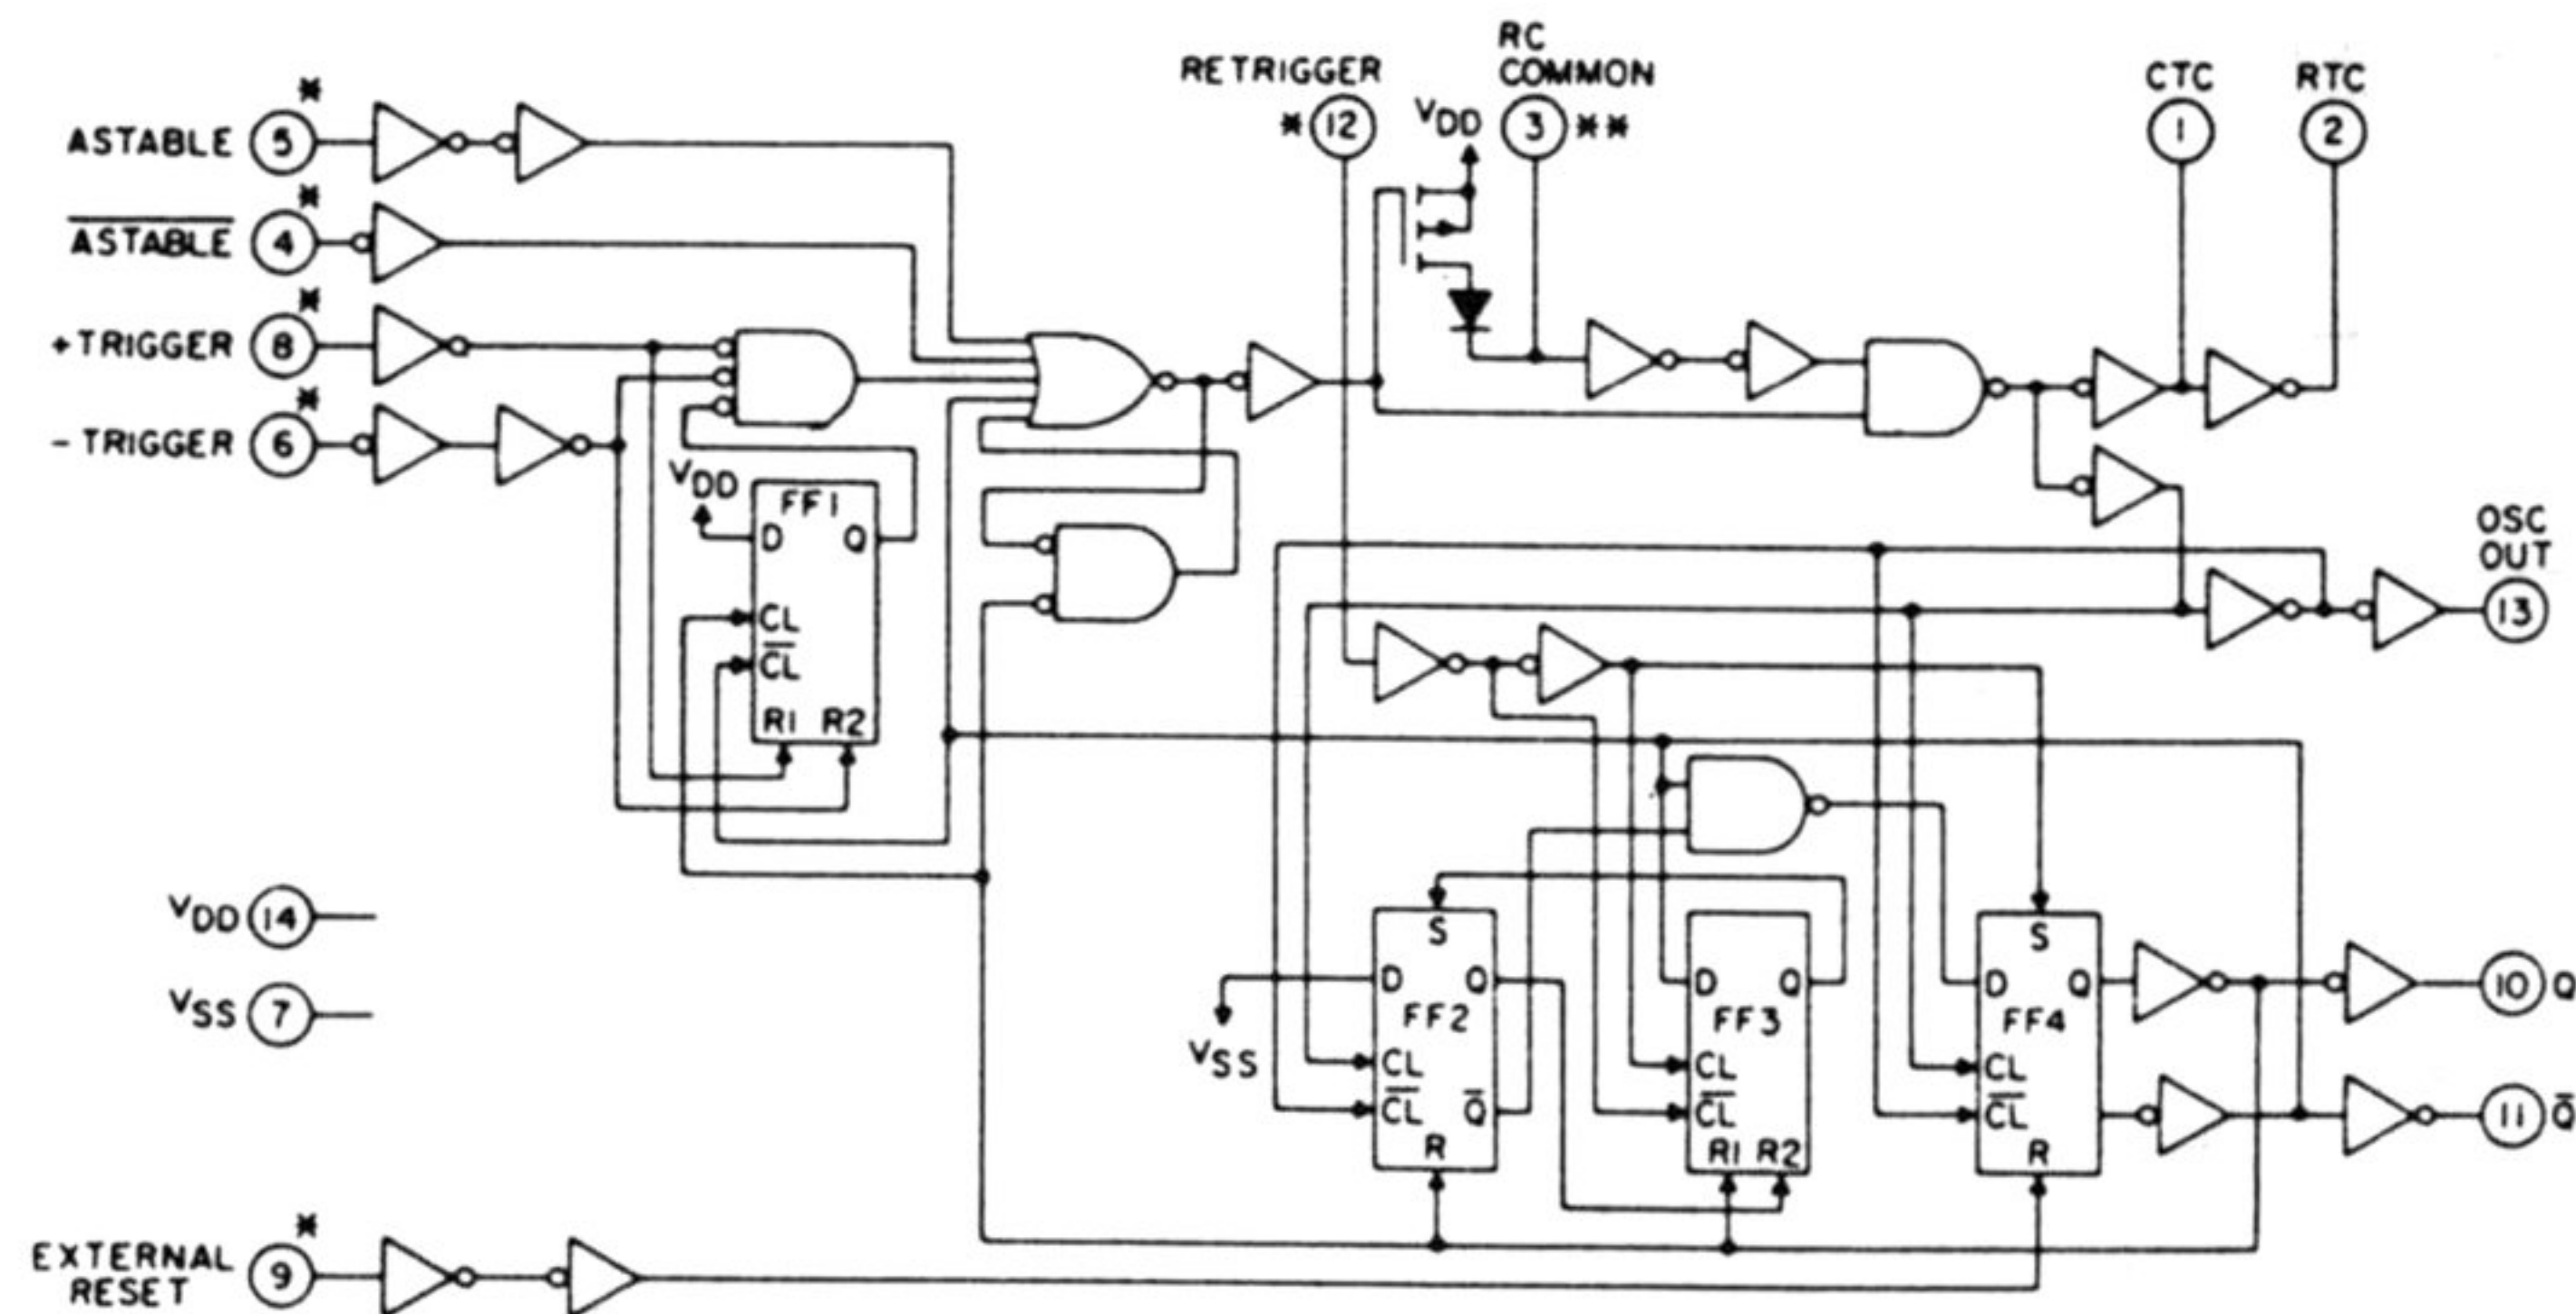 RC
COMMON
RETRIGGER
CTC
RTC
*
ASTABLE 5
*12
VDD
3 **
1
2
*
ASTABLE 4
*
+TRIGGER 8
*
-TRIGGER 6
VDD
FF1
D Q
OSC
OUT
13
CL
CL
R1 R2
VDD 14
S
S
D Q
D Q
D Q
10 Q
VSS 7
FF2
FF3
FF4
VSS
CL
CL
CL
CL Q
CL
CL
11 Q
R
R1 R2
R
*
EXTERNAL
RESET
9